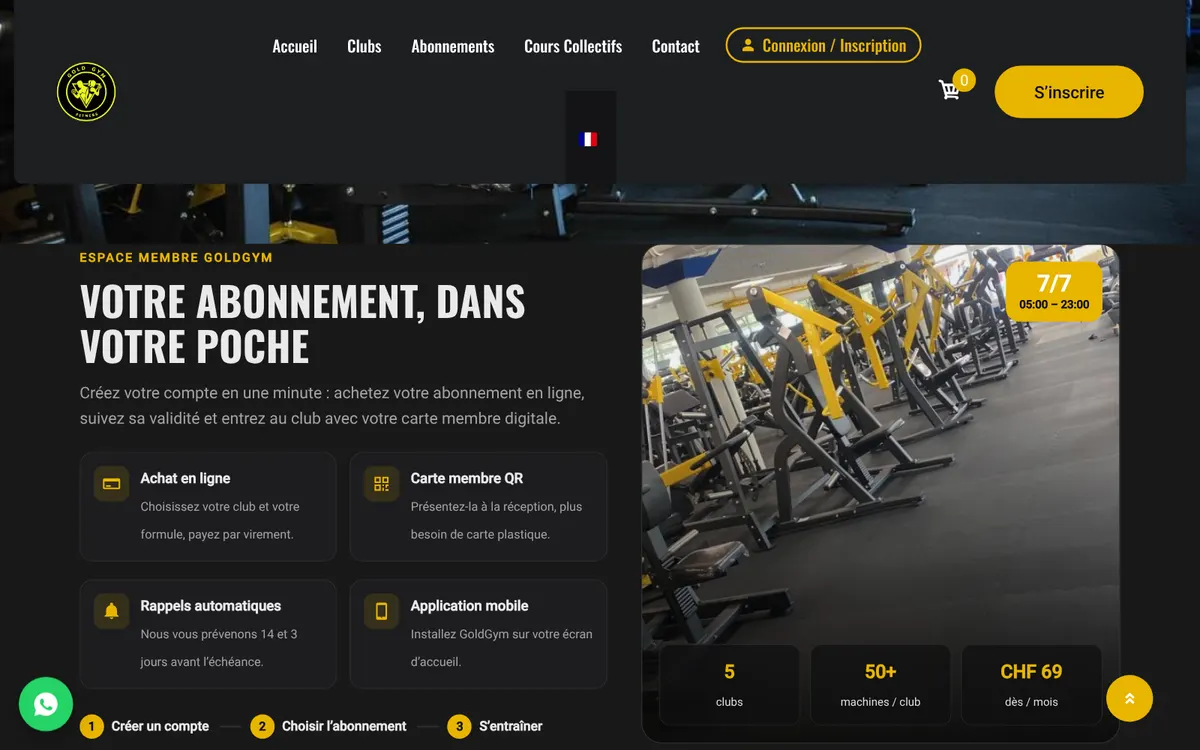 Accueil
Clubs
Abonnements
Cours Collectifs
Contact
Connexion / Inscription
GOLD GYM
FITNESS
0
S'inscrire
ESPACE MEMBRE GOLDGYM
VOTRE ABONNEMENT, DANS
VOTRE POCHE
Créez votre compte en une minute : achetez votre abonnement en ligne,
suivez sa validité et entrez au club avec votre carte membre digitale.
Achat en ligne
Choisissez votre club et votre
formule, payez par virement.
Carte membre QR
Présentez-la à la réception, plus
besoin de carte plastique.
Rappels automatiques
Nous vous prévenons 14 et 3
jours avant l'échéance.
Application mobile
Installez GoldGym sur votre écran
d'accueil.
1 Créer un compte
2 Choisir l'abonnement
3 S'entraîner
7/7
05:00 – 23:00
5
clubs
50+
machines / club
CHF 69
dès / mois